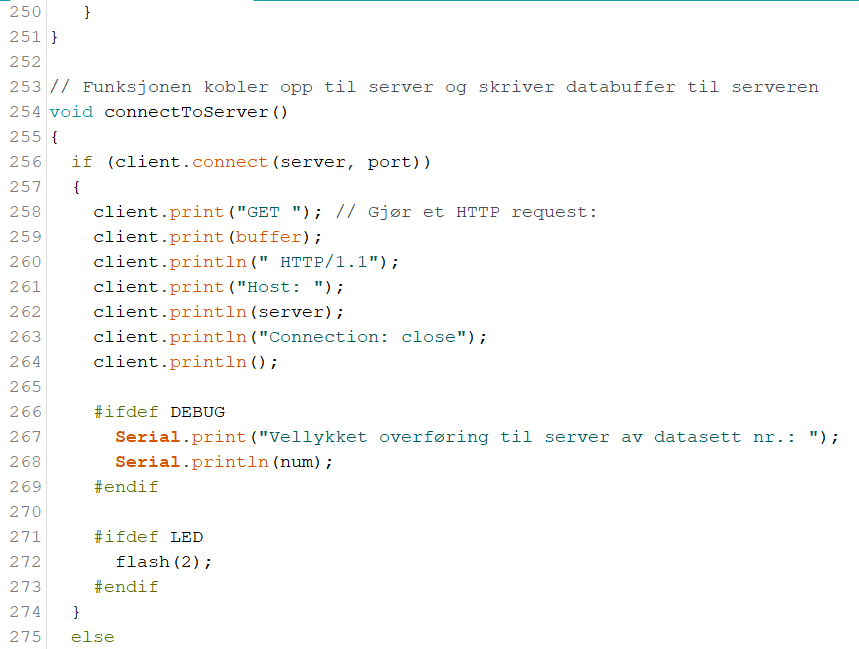 250    }
251 }
252
253 // Funksjonen kobler opp til server og skriver databuffer til serveren
254 void connectToServer()
255 {
256   if (client.connect(server, port))
257   {
258     client.print("GET "); // Gjør et HTTP request:
259     client.print(buffer);
260     client.println(" HTTP/1.1");
261     client.print("Host: ");
262     client.println(server);
263     client.println("Connection: close");
264     client.println();
265
266     #ifdef DEBUG
267       Serial.print("Vellykket overføring til server av datasett nr.: ");
268       Serial.println(num);
269     #endif
270
271     #ifdef LED
272       flash(2);
273     #endif
274   }
275   else